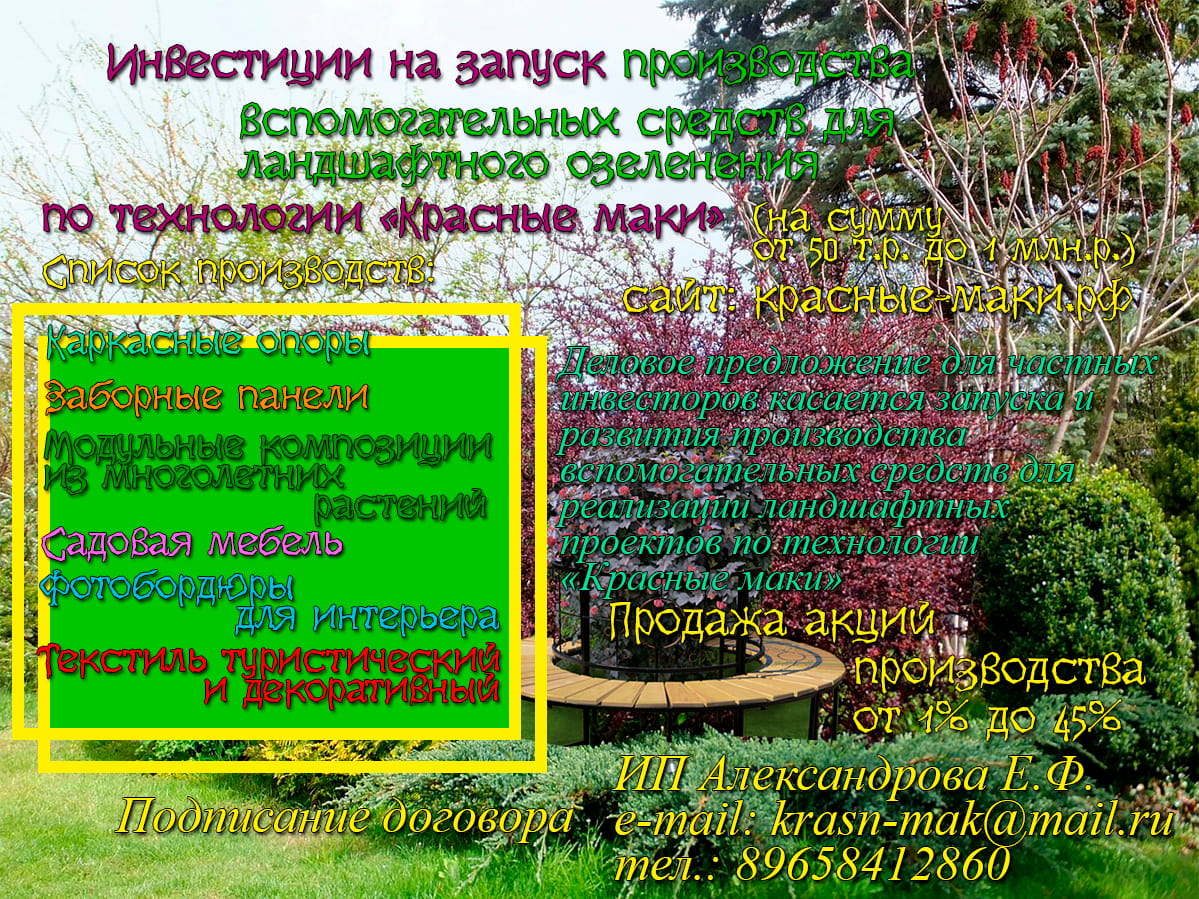 Инвестиции на запуск производства
вспомогательных средств для
ландшафтного озеленения
по технологии «Красные маки» (на сумму
от 50 т.р. до 1 млн.р.)
Список производств:
сайт: красные-маки.рф
Каркасные опоры
Заборные панели
Модульные композиции
из многолетних
растений
Садовая мебель
Фотобордюры
для интерьера
Текстиль туристический
и декоративный
Деловое предложение для частных
инвесторов касается запуска и
развития производства
вспомогательных средств для
реализации ландшафтных
проектов по технологии
«Красные маки»
Продажа акций
производства
от 1% до 45%
Подписание договора
ИП Александрова Е.Ф.
e-mail: krasn-mak@mail.ru
тел.: 89658412860